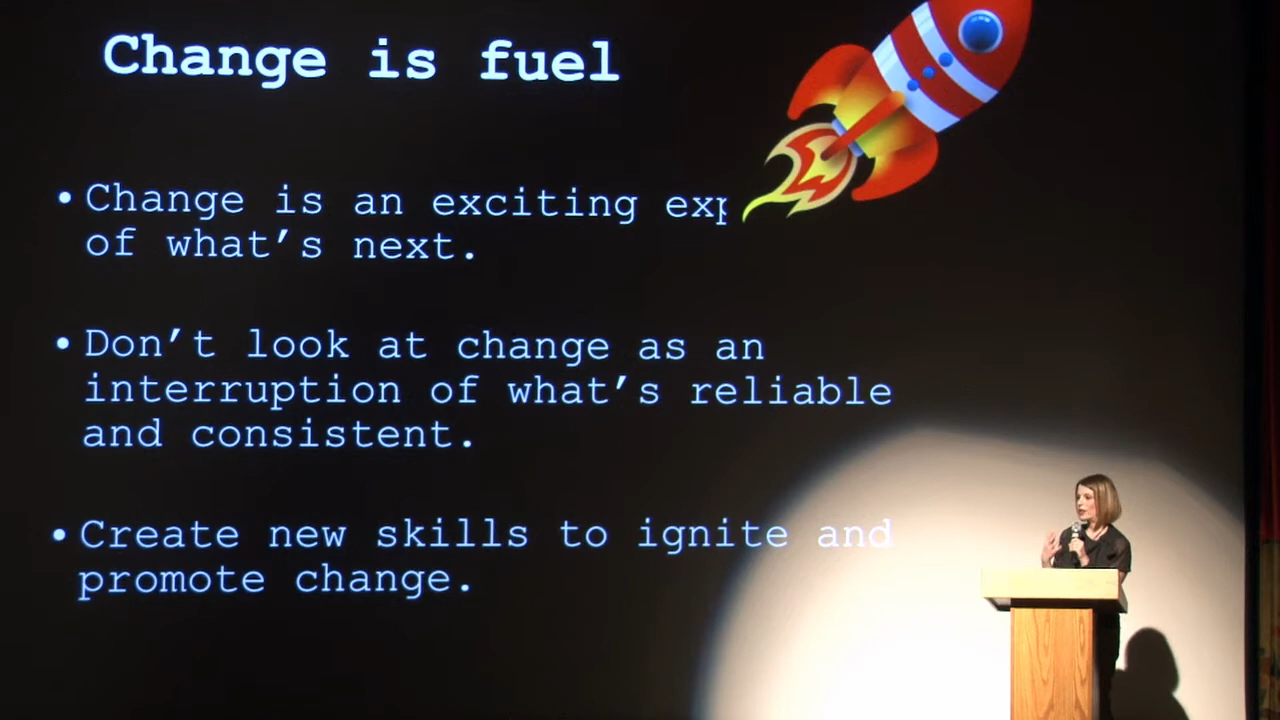 Change is fuel
• Change is an exciting
of what’s next.
• Don’t look at change as an
interruption of what’s reliable
and consistent.
• Create new skills to ignite and
promote change.